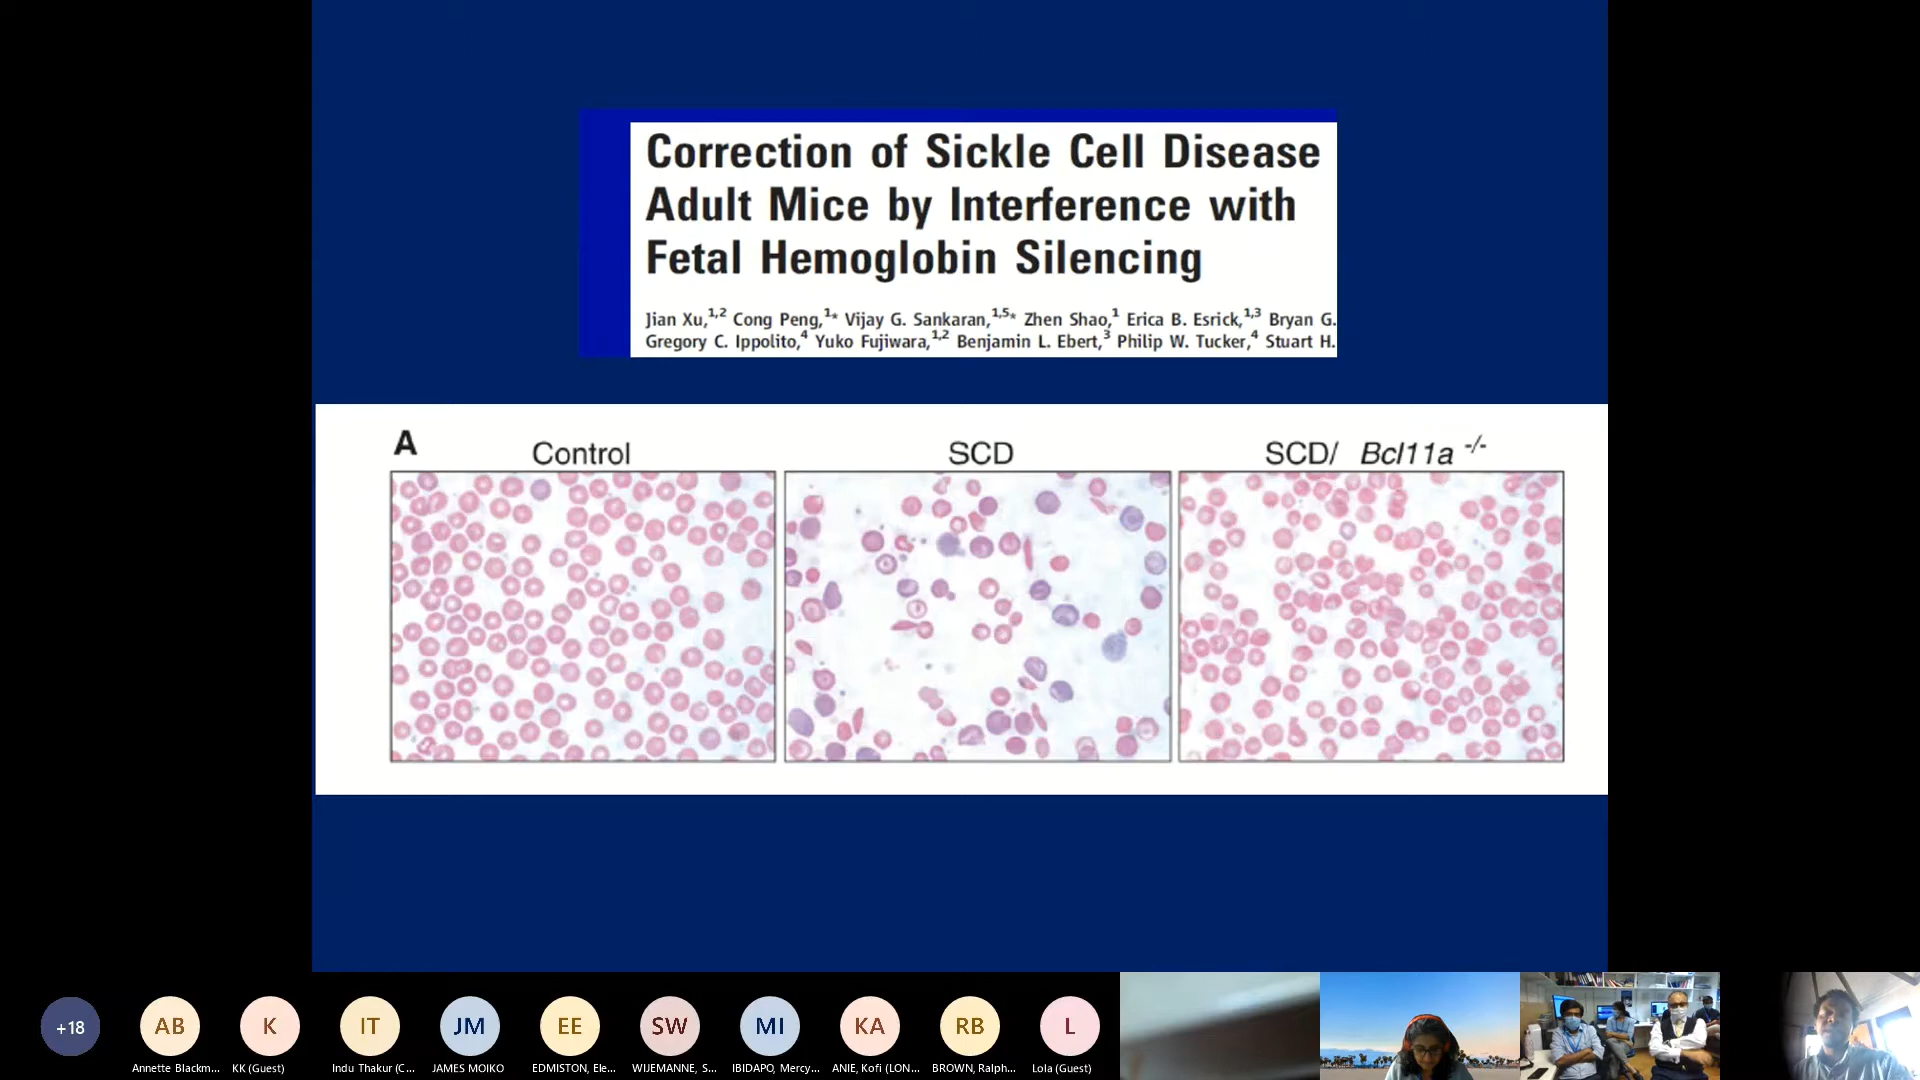 Correction of Sickle Cell Disease
Adult Mice by Interference with
Fetal Hemoglobin Silencing
Jian Xu,1,2 Cong Peng,1* Vijay G. Sankaran,1,5* Zhen Shao,1 Erica B. Esrick,1,3 Bryan G.
Gregory C. Ippolito,4 Yuko Fujiwara,1,2 Benjamin L. Ebert,3 Philip W. Tucker,4 Stuart H.
A
Control
SCD
SCD/ Bcl11a -/-
+18
AB
K
IT
JM
EE
SW
MI
KA
RB
L
Annette Blackm...
KK (Guest)
Indu Thakur (C...
JAMES MOIKO
EDMISTON, Ele...
WIJEMANNE, S...
IBIDAPO, Mercy...
ANIE, Kofi (LON...
BROWN, Ralph...
Lola (Guest)